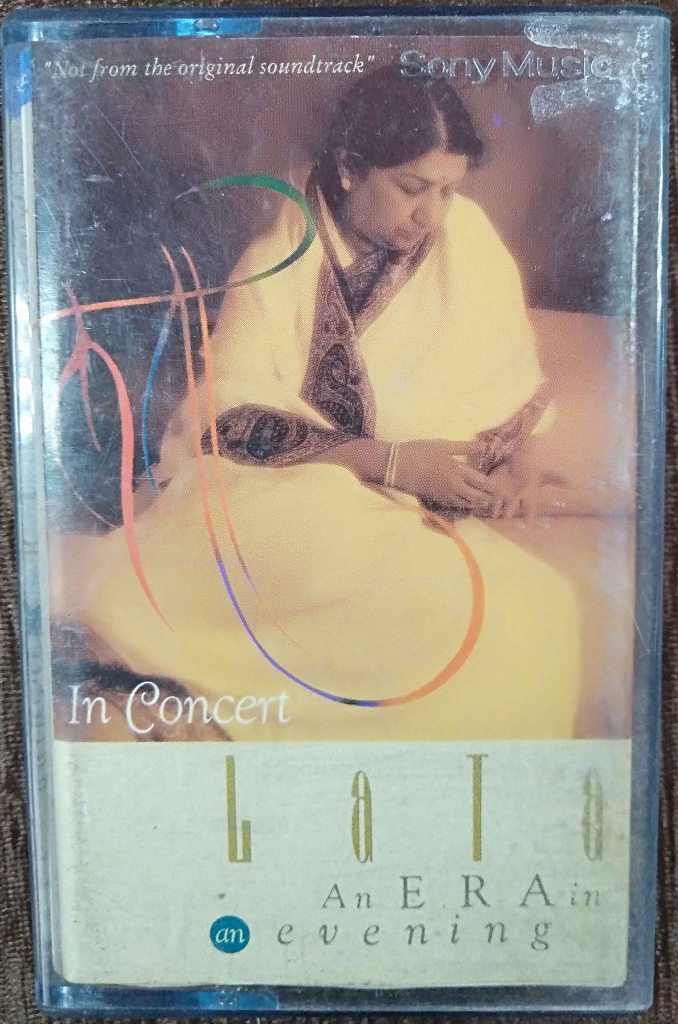 "Not from the original soundtrack"
Sony Music
In Concert
LaTa
An ERA in
an evening